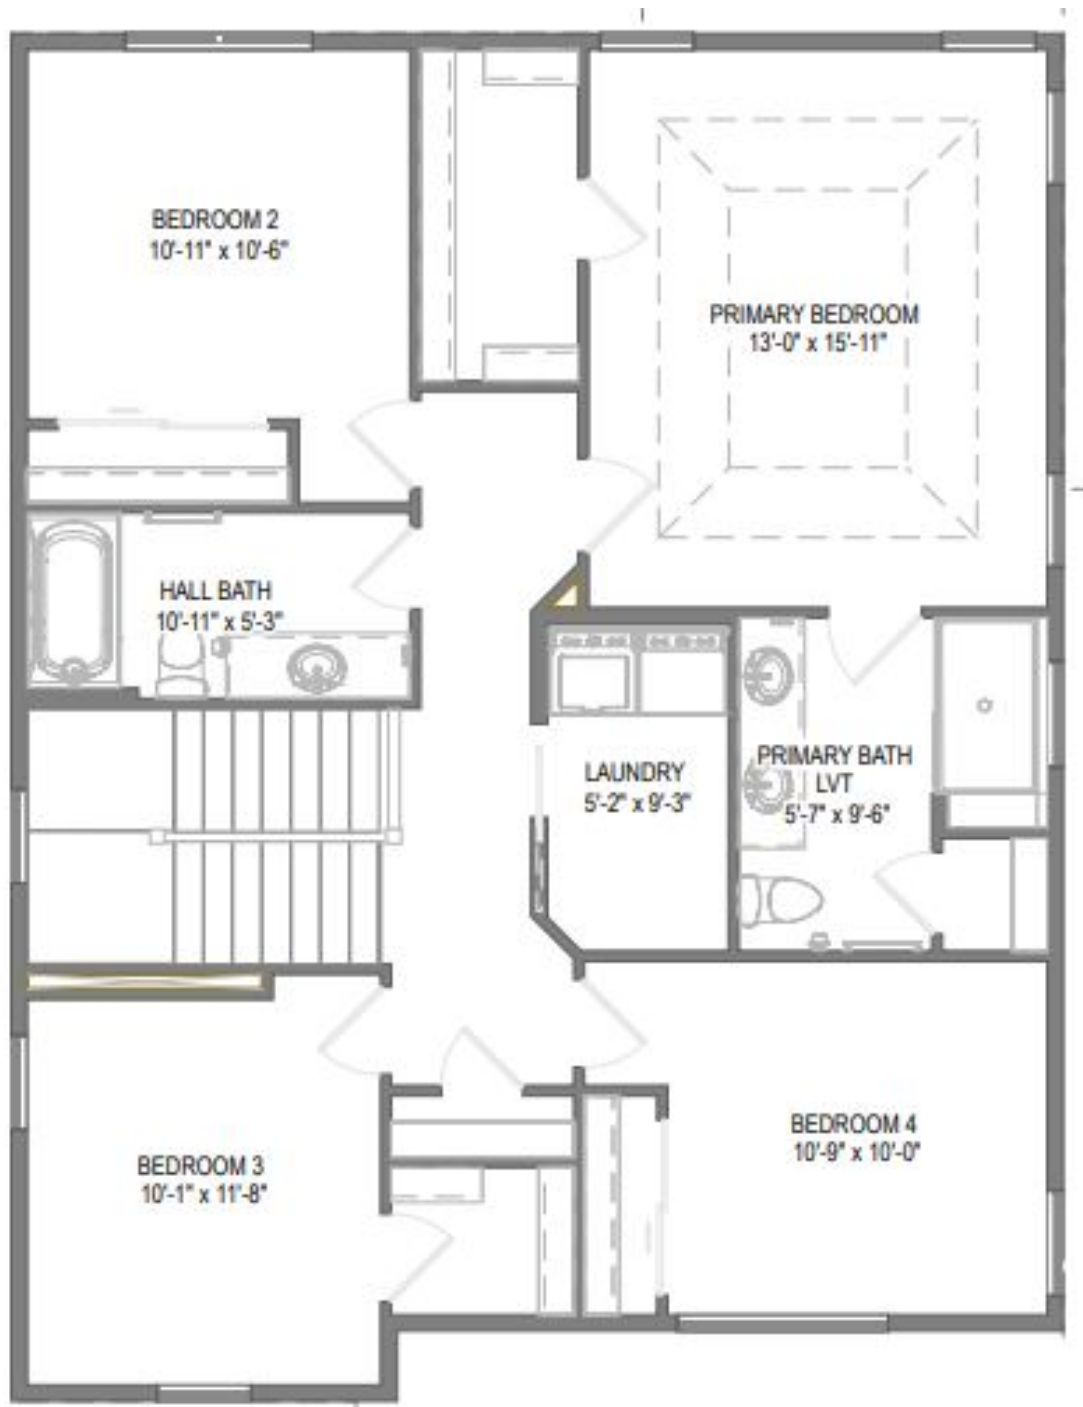 BEDROOM 2
10'-11" x 10'-6"
PRIMARY BEDROOM
13'-0" x 15'-11"
HALL BATH
10'-11" x 5'-3"
LAUNDRY
5'-2" x 9'-3"
PRIMARY BATH
LVT
5'-7" x 9'-6"
BEDROOM 3
10'-1" x 11'-8"
BEDROOM 4
10'-9" x 10'-0"